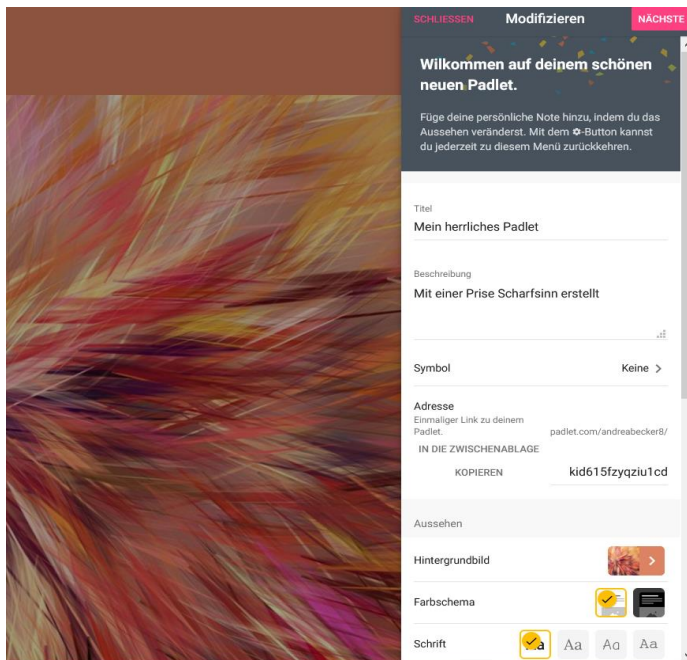 SCHLIESSEN Modifizieren NÄCHSTE
Wilkommen auf deinem schönen
neuen Padlet.
Füge deine persönliche Note hinzu, indem du das
Aussehen veränderst. Mit dem ✿-Button kannst
du jederzeit zu diesem Menü zurückkehren.
Titel
Mein herrliches Padlet
Beschreibung
Mit einer Prise Scharfsinn erstellt
Symbol Keine >
Adresse
Einmaliger Link zu deinem
Padlet. padlet.com/andreabecker8/
IN DIE ZWISCHENABLAGE
KOPIEREN kid615fzyqziu1cd
Aussehen
Hintergrundbild >
Farbschema
Schrift Aa Aa Aa Aa